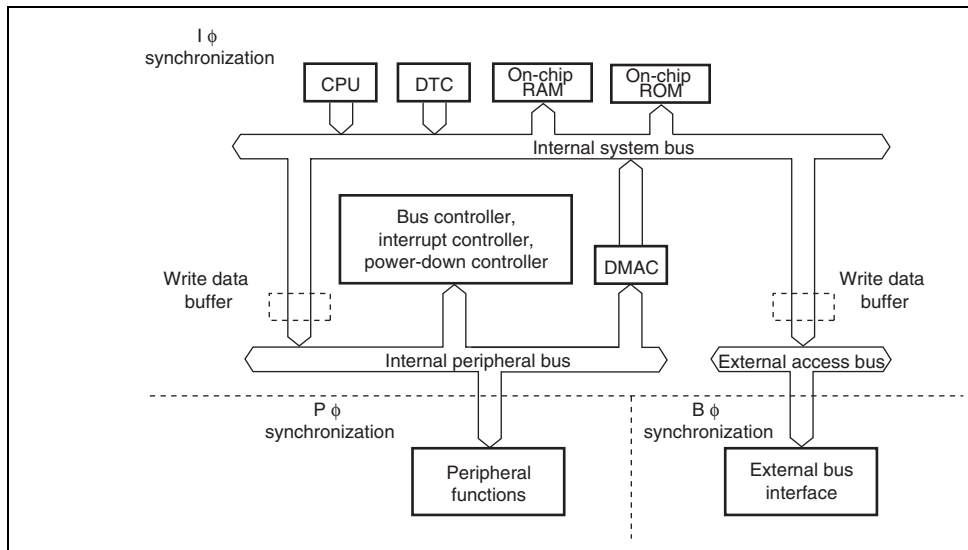 I ϕ
synchronization
CPU
DTC
On-chip
RAM
On-chip
ROM
Internal system bus
Bus controller,
interrupt controller,
power-down controller
DMAC
Write data
buffer
Write data
buffer
Internal peripheral bus
External access bus
P ϕ
synchronization
B ϕ
synchronization
Peripheral
functions
External bus
interface